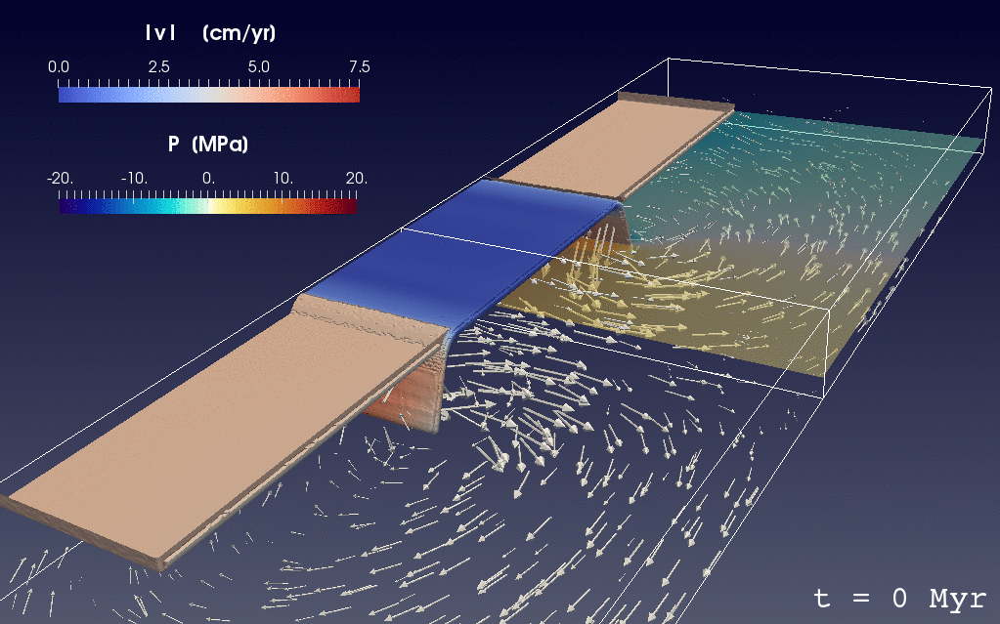 |v| [cm/yr]
0.0 2.5 5.0 7.5
P [MPa]
-20. -10. 0. 10. 20.
t = 0 Myr